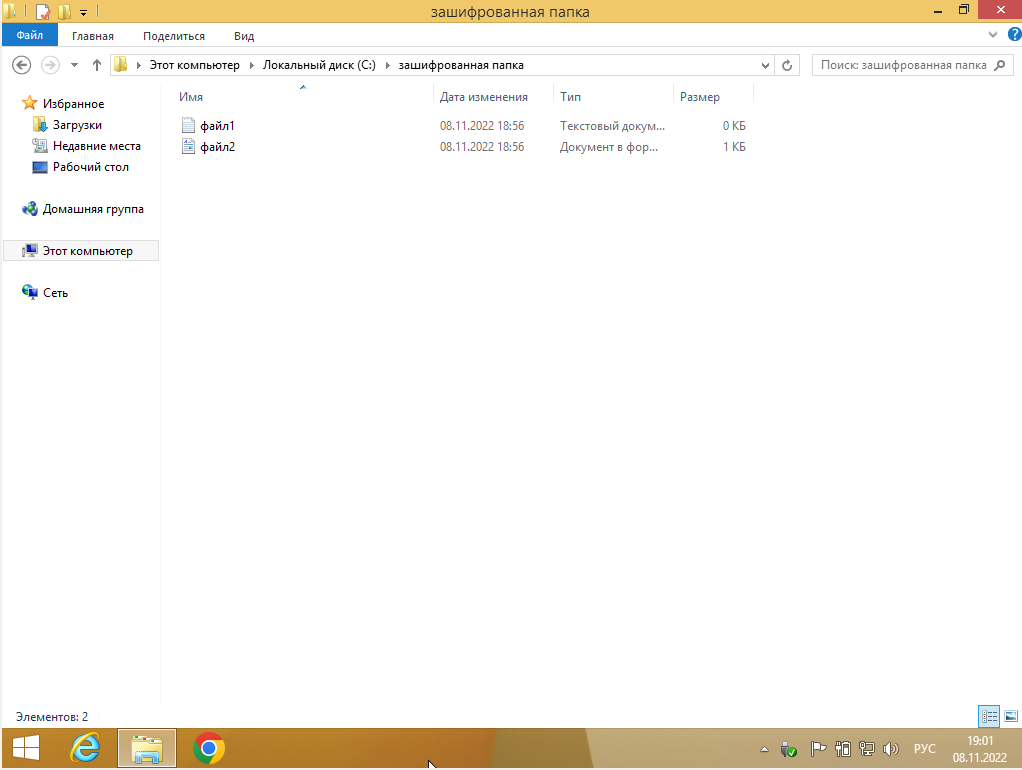 зашифрованная папка
Файл Главная Поделиться Вид
Этот компьютер Локальный диск (C:) зашифрованная папка Поиск: зашифрованная папка
Имя Дата изменения Тип Размер
файл1 08.11.2022 18:56 Текстовый докум... 0 КБ
файл2 08.11.2022 18:56 Документ в фор... 1 КБ
Избранное
Загрузки
Недавние места
Рабочий стол
Домашняя группа
Этот компьютер
Сеть
Элементов: 2
РУС
19:01
08.11.2022